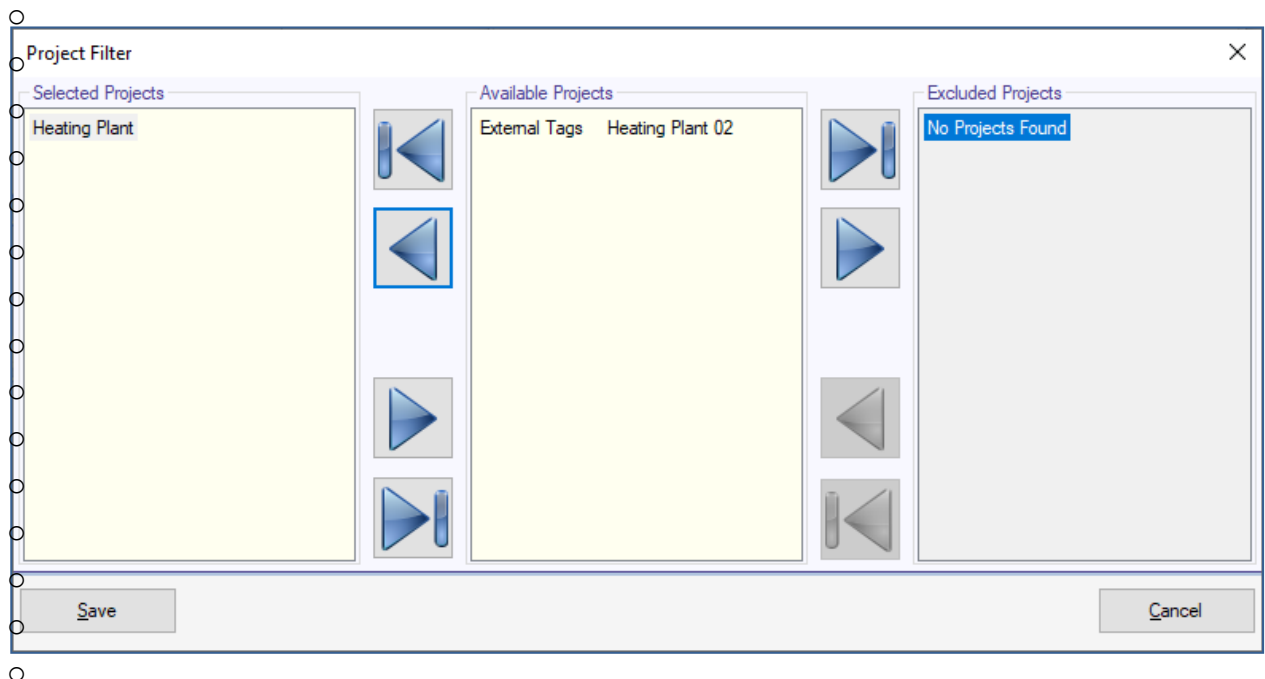 Project Filter
Selected Projects
Available Projects
Excluded Projects
Heating Plant
External Tags Heating Plant 02
No Projects Found
Save
Cancel